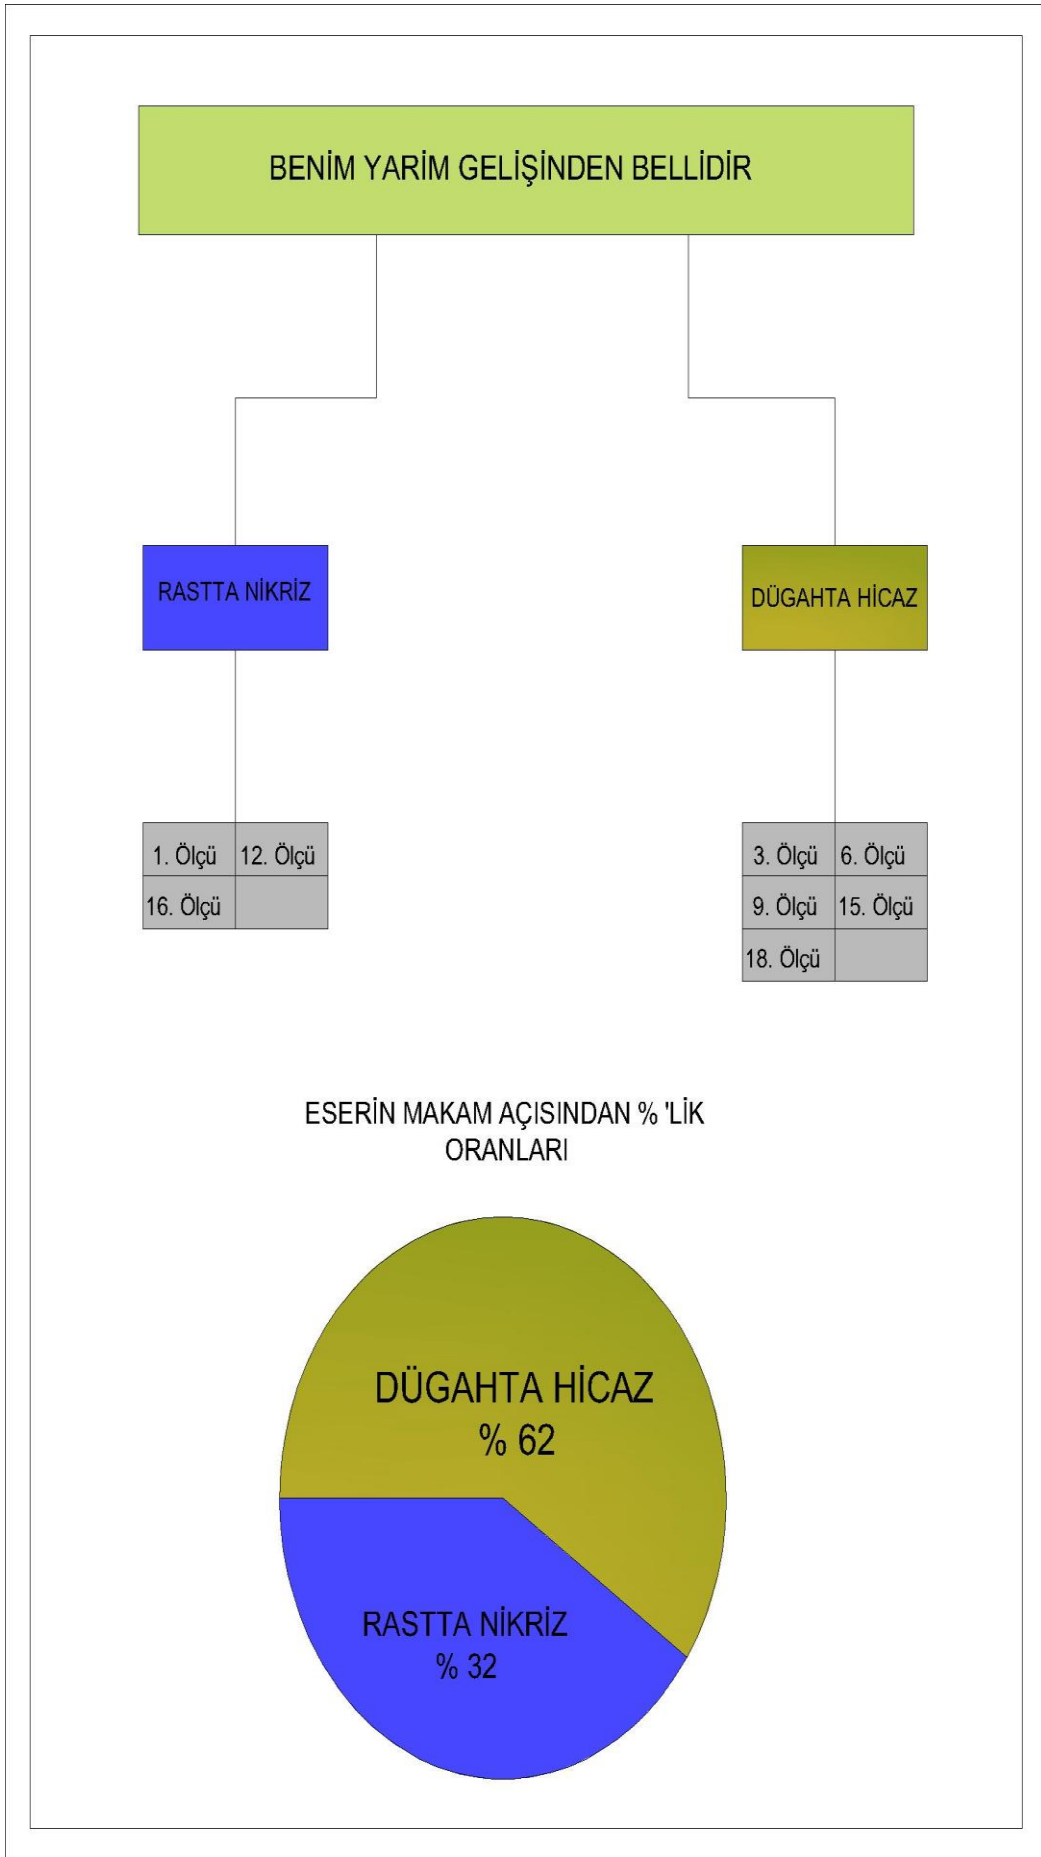 BENİM YARİM GELİŞİNDEN BELLİDİR
RASTTA NİKRİZ
DÜGAHTA HİCAZ
1. Ölçü
12. Ölçü
16. Ölçü
3. Ölçü
6. Ölçü
9. Ölçü
15. Ölçü
18. Ölçü
ESERİN MAKAM AÇISINDAN % 'LİK
ORANLARI
DÜGAHTA HİCAZ
% 62
RASTTA NİKRİZ
% 32